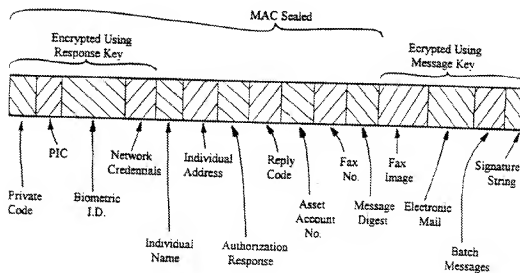 MAC Sealed
Encrypted Using
Response Key
Ecrypted Using
Message Key
Private
Code
PIC
Biometric
I.D.
Network
Credentials
Individual
Name
Individual
Address
Authorization
Response
Reply
Code
Asset
Account
No.
Fax
No.
Message
Digest
Fax
Image
Electronic
Mail
Batch
Messages
Signature
String